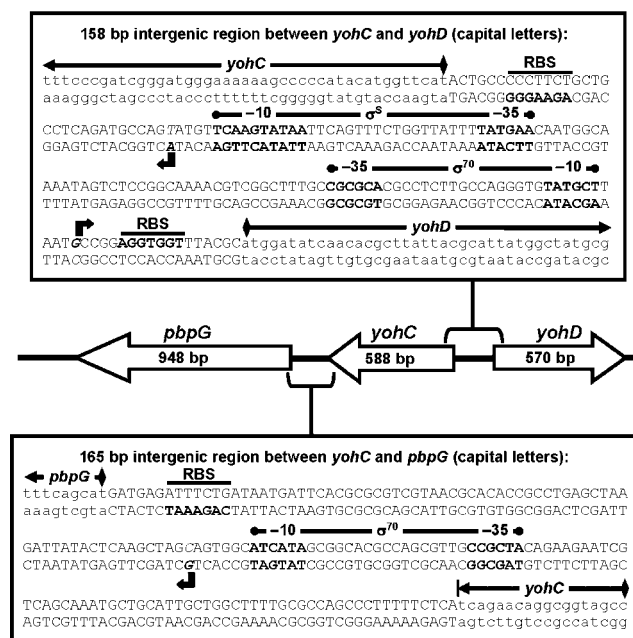 158 bp intergenic region between yohC and yohD (capital letters):
yohC RBS
tttcccgatcgggatgggaaaaaagcccccatacatggttcatACTGCCCCCTTCTGCTG
aaagggctagccctaccctttttttcgggggtatgtaccaagtaTGACGGGGGAAGACGAC
–10 σS –35
CCTCAGATGCCAGTATGTTCAAGTATAATTCAGTTTCTGGTTATTTTATGAACAATGGCA
GGAGTCTACGGTCATACAAGTTCATATTAAGTCAAAGACCAATAAAATACTTGTTACCGT
–35 σ70 –10
AAATAGTCTCCGGCAAAACGTCGGCTTTGCCGCGCACGCCTCTTGCCAGGGTGTATGCTT
TTTATGAGAGGCCGTTTTGCAGCCGAAACGGCGCGTGCGGAGAACGGTCCCACATACGAA
RBS yohD
AATGCCGGAGGTGGTTTACGCAtggatatcaacacgcttattacgcattatggctatgcg
TTACGGCCTCCACCAAATGCGTacctatagttgtgcgaataatgcgtaataccgatacgc
pbpG yohC yohD
948 bp 588 bp 570 bp
165 bp intergenic region between yohC and pbpG (capital letters):
pbpG RBS
tttcagcatGATGAGATTTCTGATAATGATTCACGCGCGTCGTAACGCACACCGCCTGAGCTAA
aaagtcgtaCTACTCTAAAGACTATTACTAAGTGCGCGCAGCATTGCGTGTGGCGGACTCGATT
–10 σ70 –35
GATTATACTCAAGCTAGCAGTGGCATCATAGCGGCACGCCAGCGTTGCCGCTACAGAAGAATCG
CTAATATGAGTTCGATCGTCACCGTAGTATCGCCGTGCGGTCGCAACGGCGATGTCTTCTTAGC
yohC
TCAGCAAATGCTGCATTGCTGGCTTTTGCGCCAGCCCTTTTTCTCAtcagaacaggcggtagcc
AGTCGTTTACGACGTAACGACCGAAAACGCGGTCGGGAAAAAGAGTagtcttgtccgccatcgg